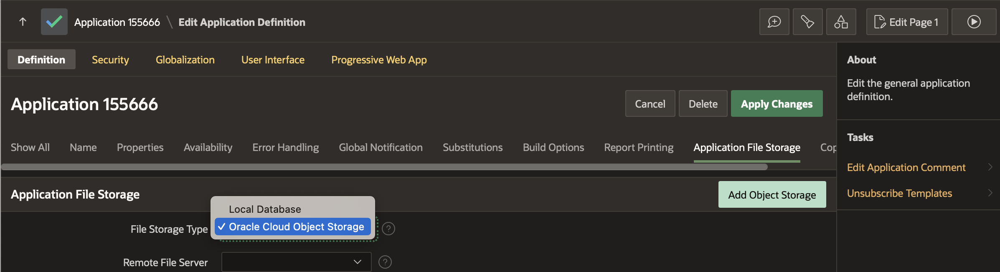 Application 155666 \ Edit Application Definition
Edit Page 1
Definition Security Globalization User Interface Progressive Web App
Application 155666
Cancel Delete Apply Changes
Show All Name Properties Availability Error Handling Global Notification Substitutions Build Options Report Printing Application File Storage Cop
Application File Storage
Add Object Storage
File Storage Type
Local Database
✓ Oracle Cloud Object Storage
?
Remote File Server
?
About
Edit the general application
definition.
Tasks
Edit Application Comment
Unsubscribe Templates